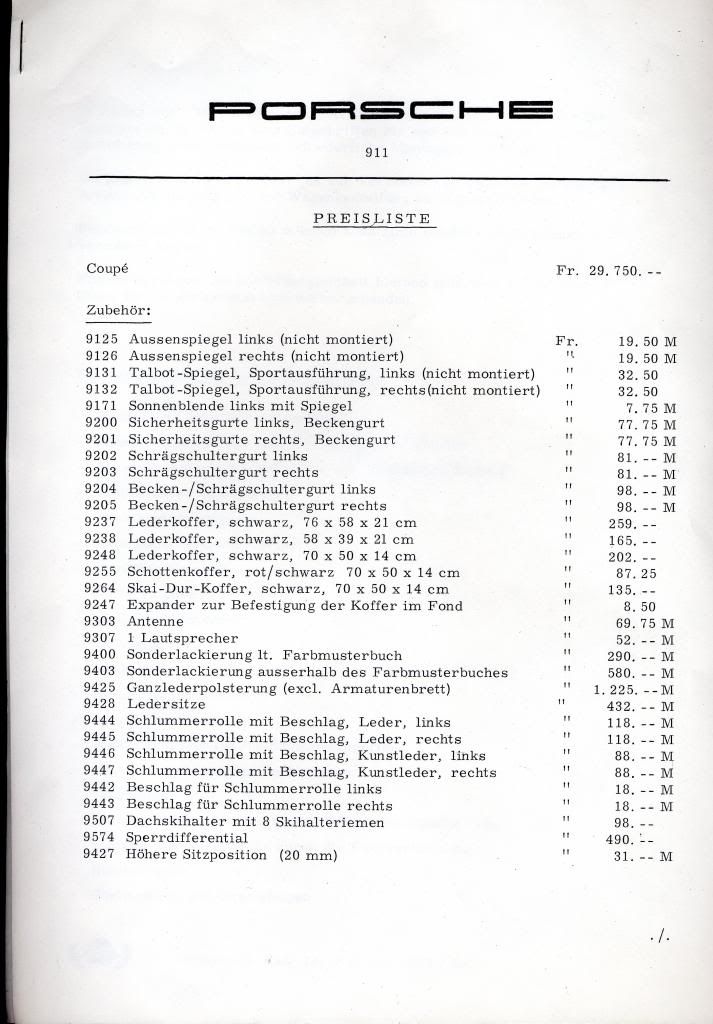 PORSCHE
911
PREISLISTE
Coupé Fr. 29.750.--
Zubehör:
9125 Aussenspiegel links (nicht montiert) Fr. 19.50 M
9126 Aussenspiegel rechts (nicht montiert) " 19.50 M
9131 Talbot-Spiegel, Sportausführung, links (nicht montiert) " 32.50
9132 Talbot-Spiegel, Sportausführung, rechts(nicht montiert) " 32.50
9171 Sonnenblende links mit Spiegel " 7.75 M
9200 Sicherheitsgurte links, Beckengurt " 77.75 M
9201 Sicherheitsgurte rechts, Beckengurt " 77.75 M
9202 Schrägschultergurt links " 81.-- M
9203 Schrägschultergurt rechts " 81.-- M
9204 Becken-/Schrägschultergurt links " 98.-- M
9205 Becken-/Schrägschultergurt rechts " 98.-- M
9237 Lederkoffer, schwarz, 76 x 58 x 21 cm " 259.--
9238 Lederkoffer, schwarz, 58 x 39 x 21 cm " 165.--
9248 Lederkoffer, schwarz, 70 x 50 x 14 cm " 202.--
9255 Schottenkoffer, rot/schwarz 70 x 50 x 14 cm " 87.25
9264 Skai-Dur-Koffer, schwarz, 70 x 50 x 14 cm " 135.--
9247 Expander zur Befestigung der Koffer im Fond " 8.50
9303 Antenne " 69.75 M
9307 1 Lautsprecher " 52.-- M
9400 Sonderlackierung lt. Farbmusterbuch " 290.-- M
9403 Sonderlackierung ausserhalb des Farbmusterbuches " 580.-- M
9425 Ganzlederpolsterung (excl. Armaturenbrett) " 1.225.--M
9428 Ledersitze " 432.-- M
9444 Schlummerrolle mit Beschlag, Leder, links " 118.-- M
9445 Schlummerrolle mit Beschlag, Leder, rechts " 118.-- M
9446 Schlummerrolle mit Beschlag, Kunstleder, links " 88.-- M
9447 Schlummerrolle mit Beschlag, Kunstleder, rechts " 88.-- M
9442 Beschlag für Schlummerrolle links " 18.-- M
9443 Beschlag für Schlummerrolle rechts " 18.-- M
9507 Dachskihalter mit 8 Skihalteriemen " 98.--
9574 Sperrdifferential " 490.--
9427 Höhere Sitzposition (20 mm) " 31.-- M
./.